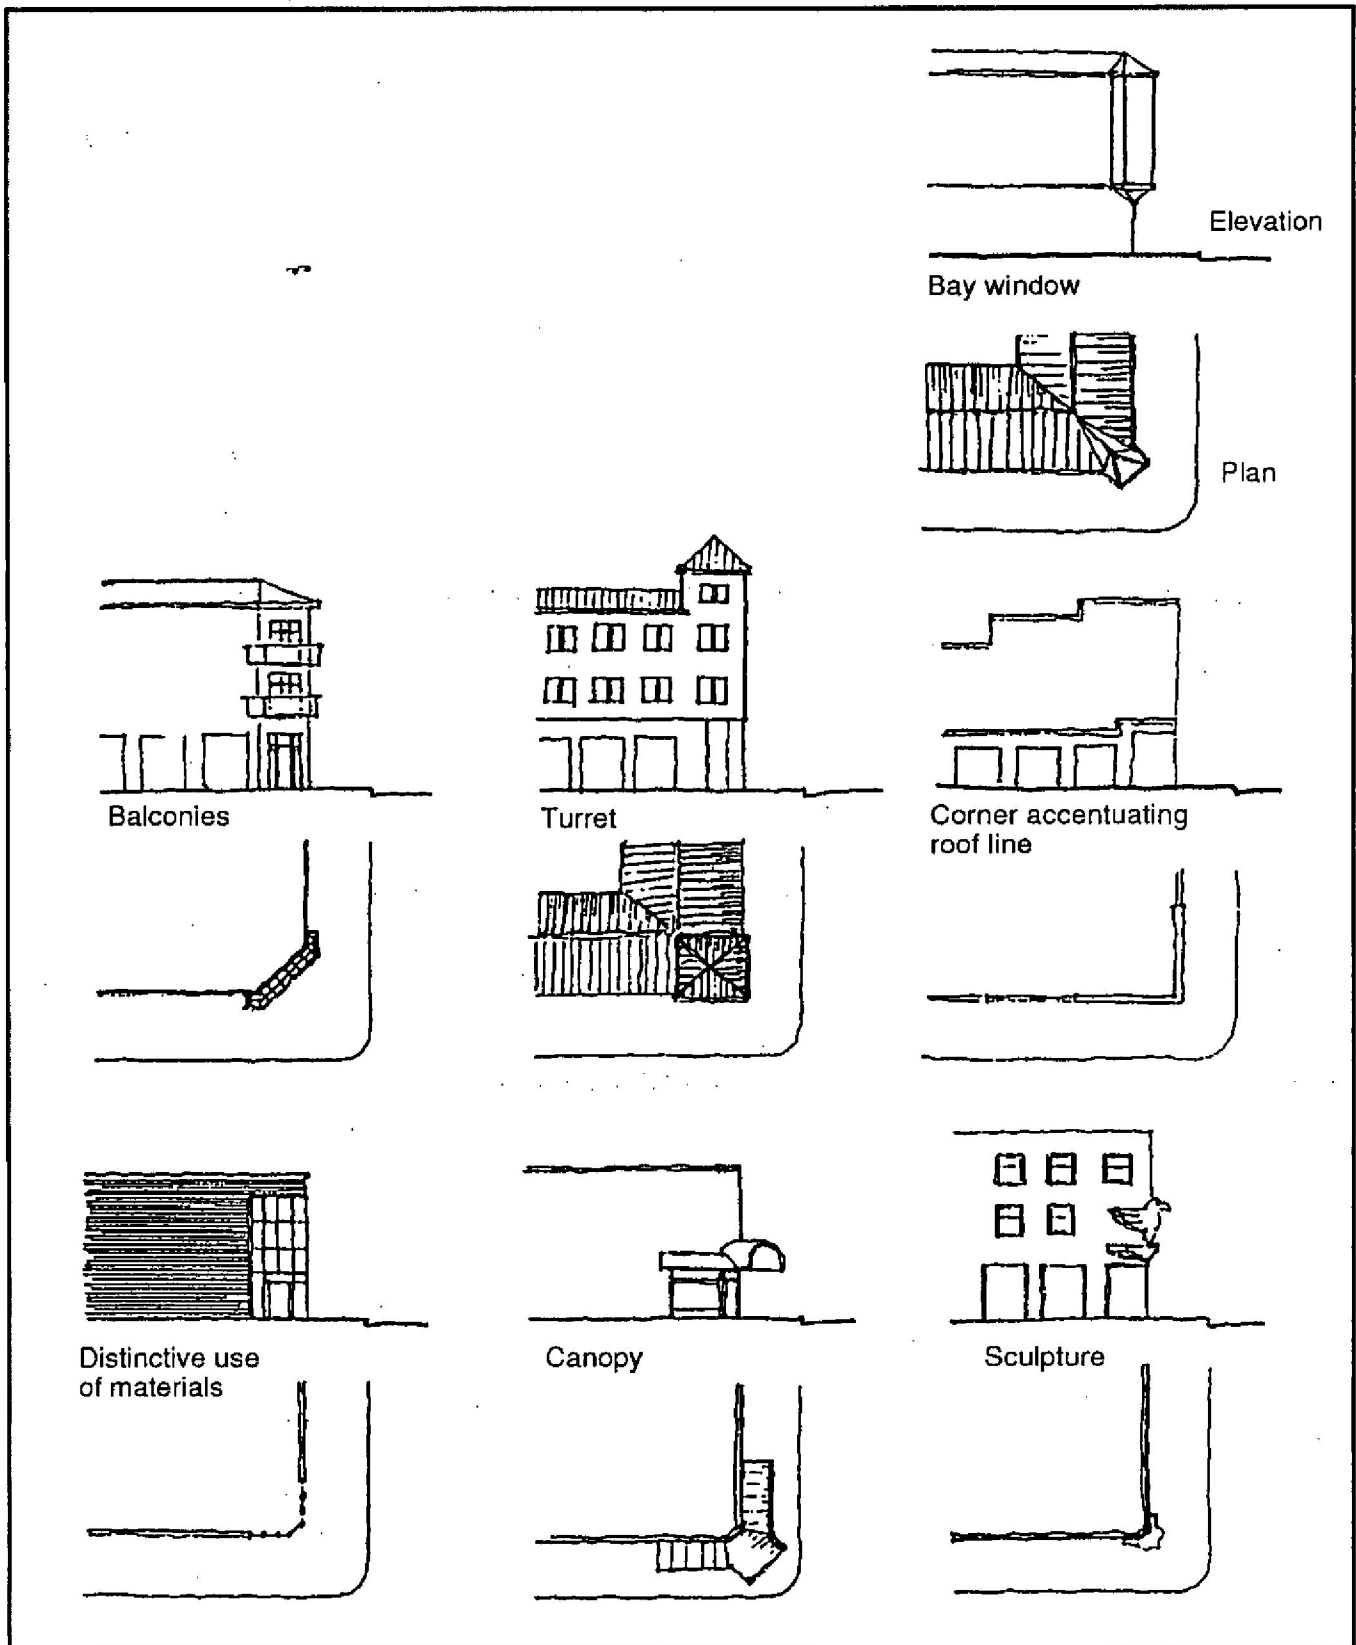 Elevation
Bay window
Plan
Balconies
Turret
Corner accentuating
roof line
Distinctive use
of materials
Canopy
Sculpture